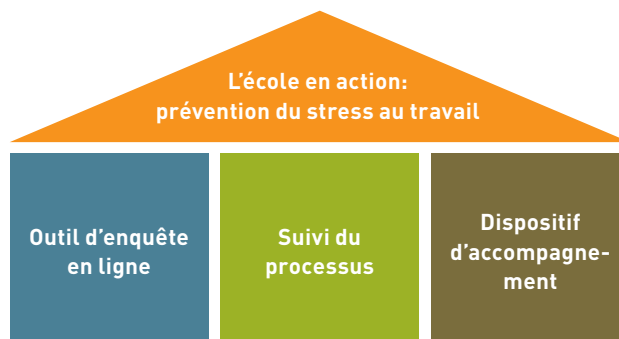 L'école en action:
prévention du stress au travail
Outil d'enquête
en ligne
Suivi du
processus
Dispositif
d'accompagne-
ment